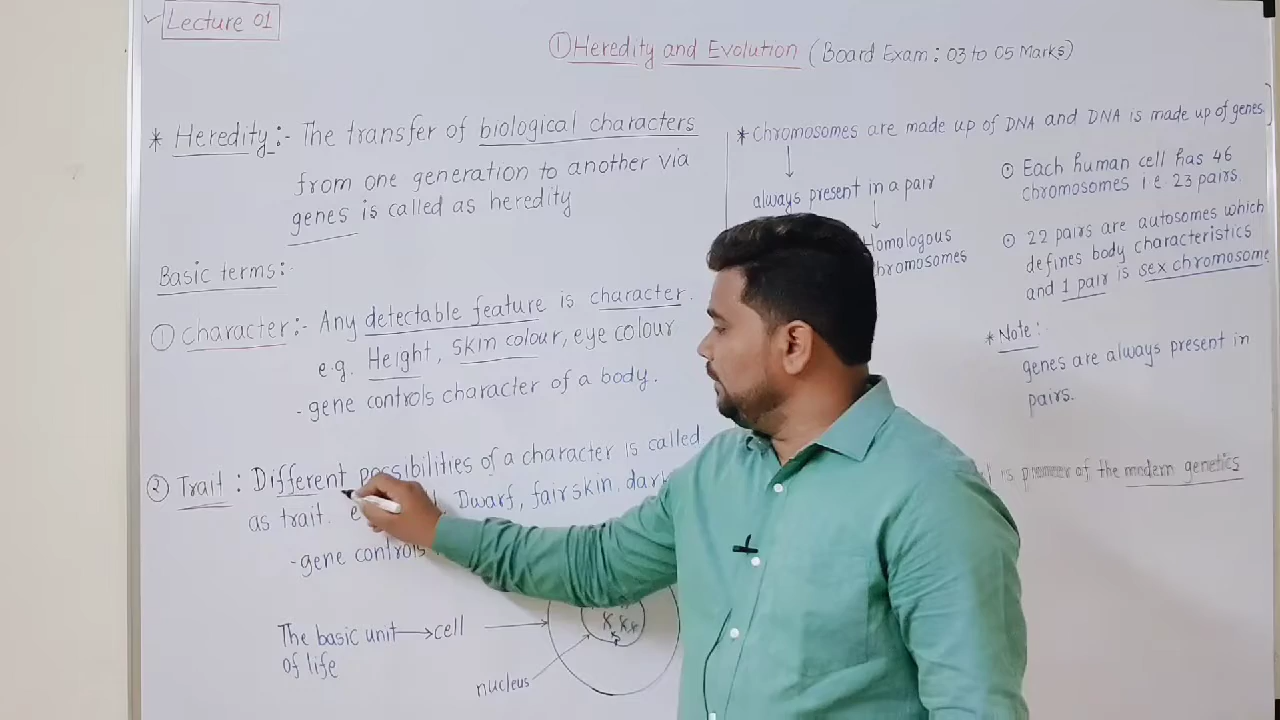 Lecture 01
① Heredity and Evolution (Board Exam: 03 to 05 Marks)
* Heredity :- The transfer of biological characters
from one generation to another via
genes is called as heredity
Basic terms:-
① Character :- Any detectable feature is character.
e.g. Height, skin colour, eye colour
- gene controls character of a body.
② Trait : Different possibilities of a character is called
as trait. Dwarf, fairskin, dark
- gene controls
The basic unit → cell
of life
nucleus
* Chromosomes are made up of DNA and DNA is made up of genes.
always present in a pair
Homologous
chromosomes
⊙ Each human cell has 46
chromosomes i.e. 23 pairs.
⊙ 22 pairs are autosomes which
defines body characteristics
and 1 pair is sex chromosome
* Note:-
genes are always present in
pairs.
is of the modern genetics